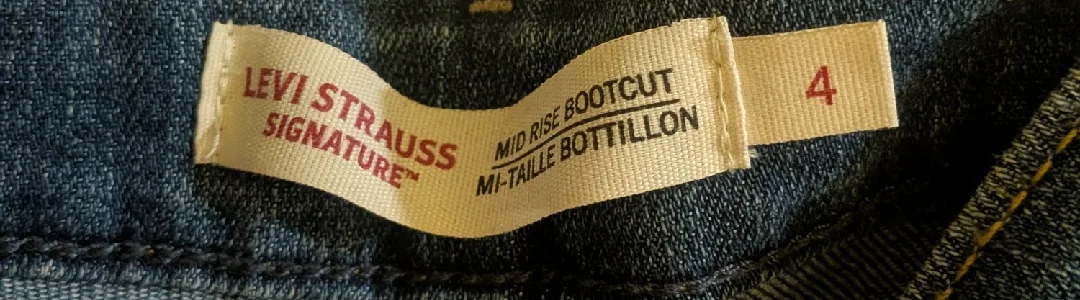 LEVI STRAUSS
SIGNATURE™
MID RISE BOOTCUT
MI-TAILLE BOTTILLON
4